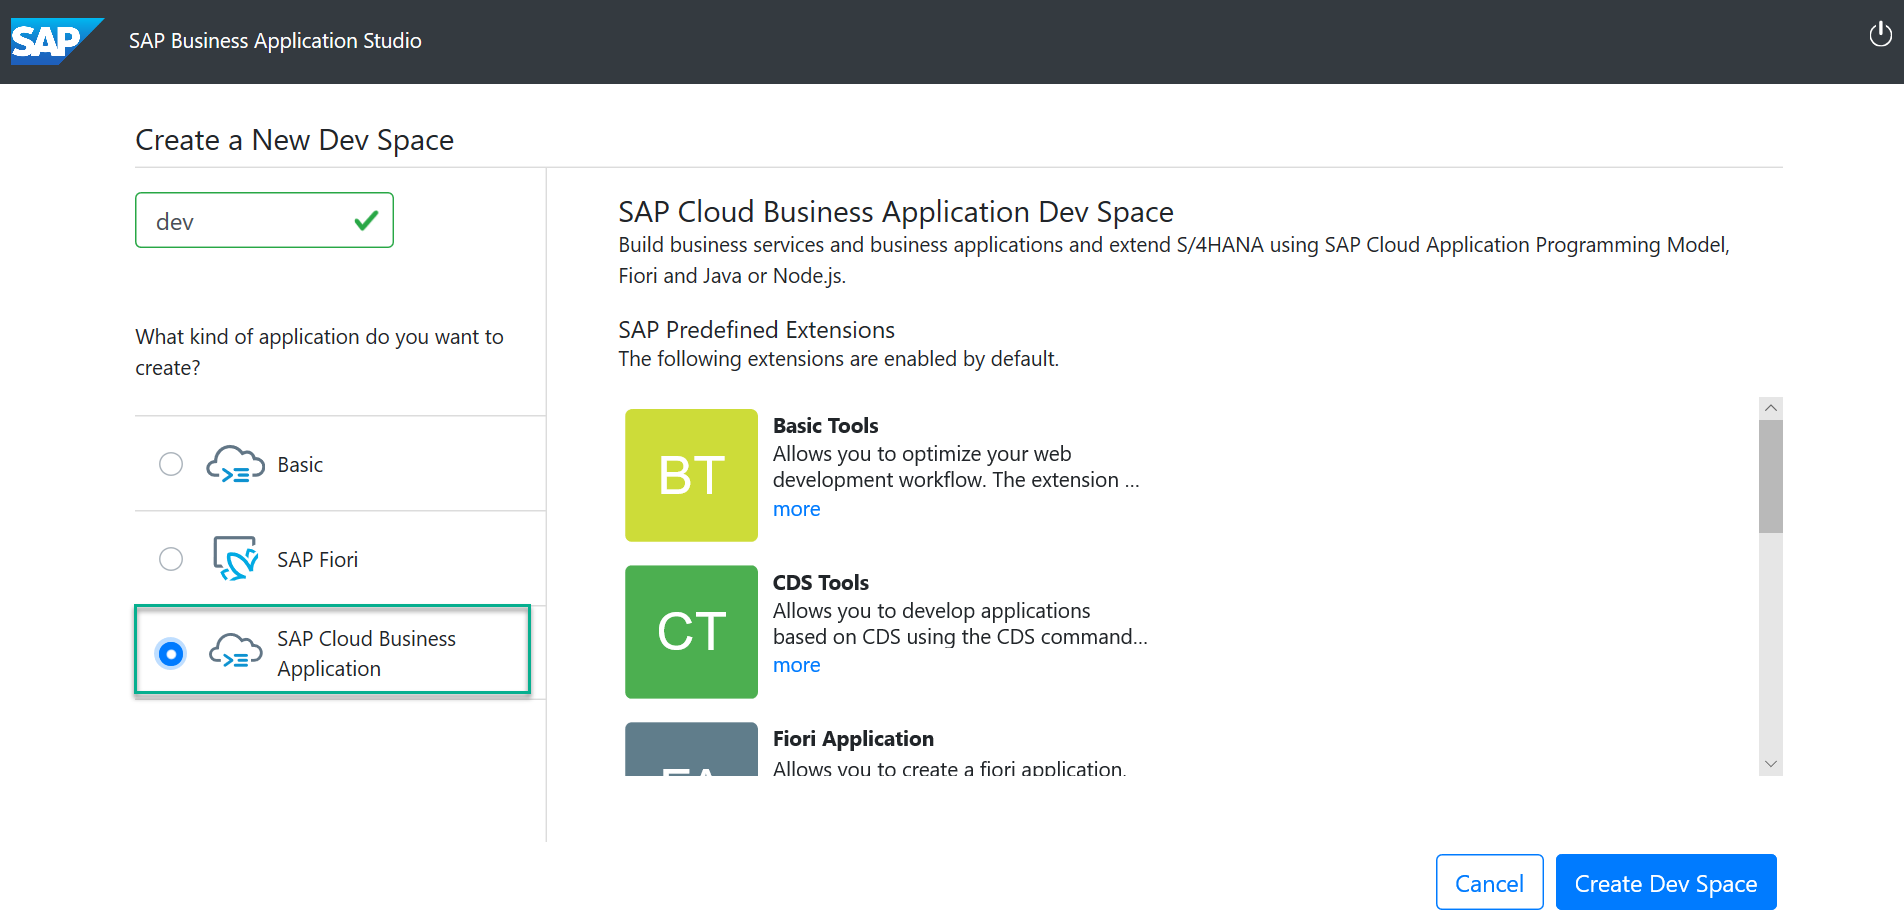 SAP
SAP Business Application Studio
Create a New Dev Space
dev
What kind of application do you want to
create?
Basic
SAP Fiori
SAP Cloud Business
Application
SAP Cloud Business Application Dev Space
Build business services and business applications and extend S/4HANA using SAP Cloud Application Programming Model,
Fiori and Java or Node.js.
SAP Predefined Extensions
The following extensions are enabled by default.
BT
Basic Tools
Allows you to optimize your web
development workflow. The extension ...
more
CT
CDS Tools
Allows you to develop applications
based on CDS using the CDS command...
more
FA
Fiori Application
Allows you to create a fiori application.
Cancel
Create Dev Space